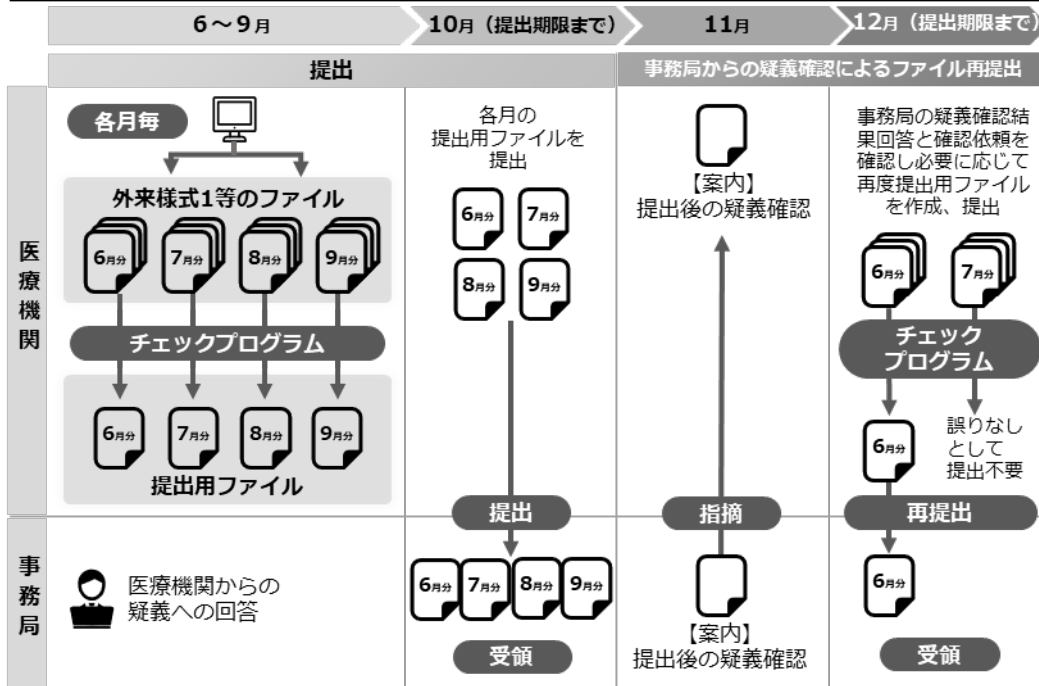 6～9月
10月（提出期限まで）
11月
12月（提出期限まで）
提出
事務局からの疑義確認によるファイル再提出
医療機関
各月毎
外来様式1等のファイル
6月分
7月分
8月分
9月分
チェックプログラム
6月分
7月分
8月分
9月分
提出用ファイル
各月の
提出用ファイルを
提出
6月分
7月分
8月分
9月分
提出
【案内】
提出後の疑義確認
指摘
事務局の疑義確認結
果回答と確認依頼を
確認し必要に応じて
再度提出用ファイル
を作成、提出
6月分
7月分
チェック
プログラム
6月分
誤りなし
として
提出不要
再提出
事務局
医療機関からの
疑義への回答
6月分
7月分
8月分
9月分
受領
【案内】
提出後の疑義確認
6月分
受領